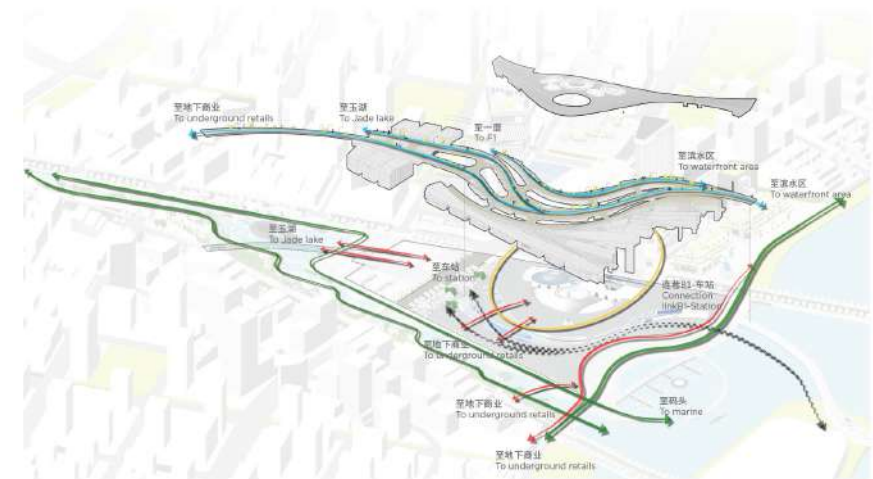 至地下商业
To underground retails
至玉湖
To Jade lake
至一层
To F1
至滨水区
To waterfront area
至滨水区
To waterfront area
至玉湖
To Jade lake
至车站
To station
连巷B1-车站
Connection
linkB1-Station
至地下商业
To underground retails
至地下商业
To underground retails
至码头
To marine
至地下商业
To underground retails